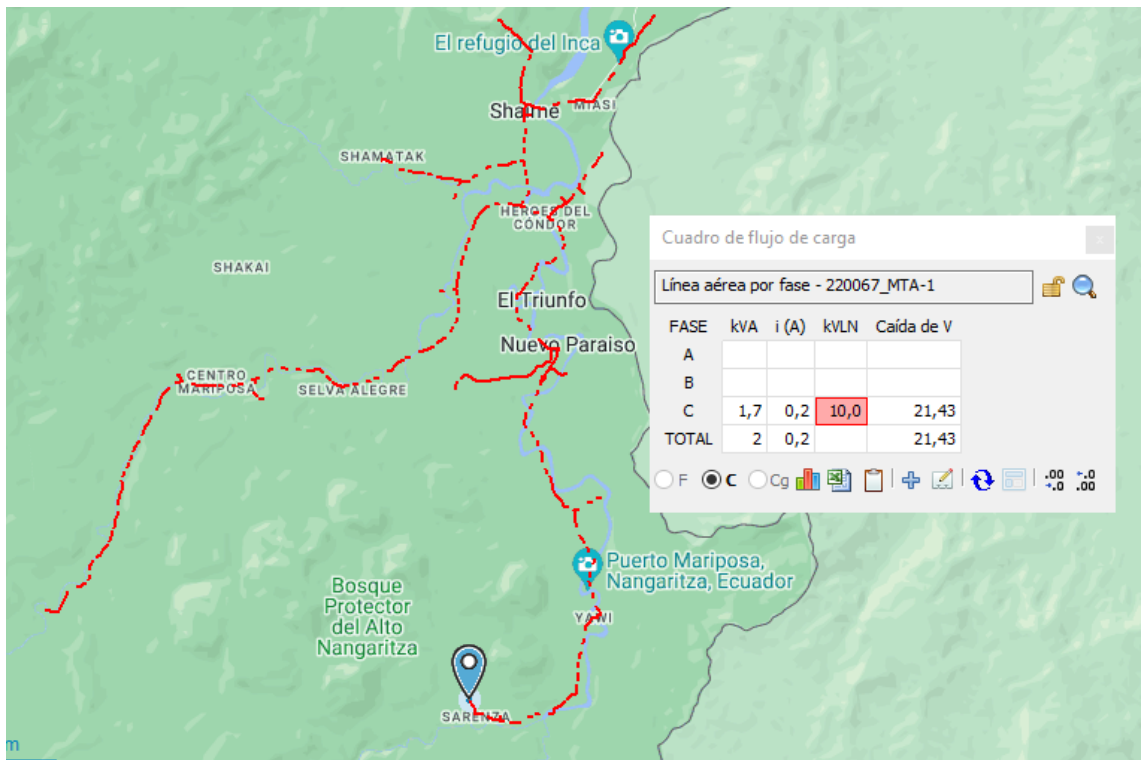 El refugio del Inca
Shaime
MIASI
SHAMATAK
HEROES DEL
CÓNDOR
SHAKAI
El Triunfo
Nuevo Paraiso
CENTRO
MARIPOSA
SELVA ALEGRE
Puerto Mariposa,
Nangaritza, Ecuador
Bosque
Protector
del Alto
Nangaritza
YAWI
SARENZA
m
Cuadro de flujo de carga
x
Línea aérea por fase - 220067_MTA-1
FASE kVA i (A) kVLN Caída de V
A
B
C 1,7 0,2 10,0 21,43
TOTAL 2 0,2 21,43
F C Cg .00 →.0 ←.0 .00